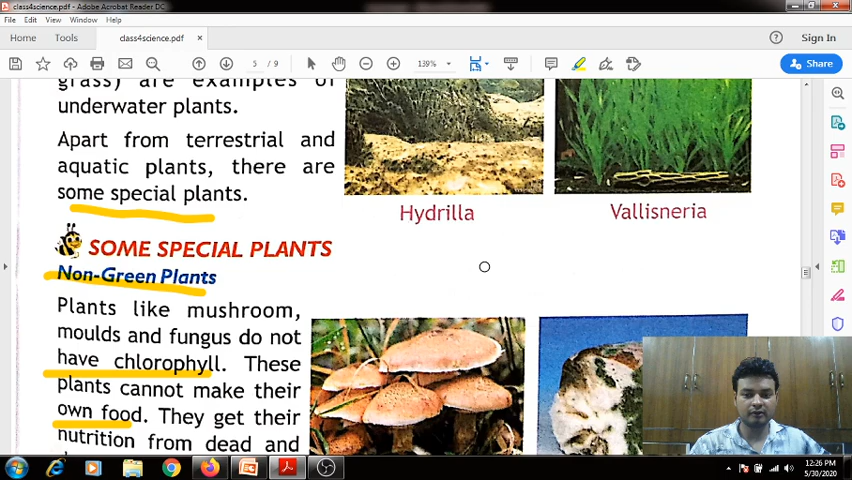 class4science.pdf - Adobe Acrobat Reader DC
File Edit View Window Help
Home Tools class4science.pdf × Sign In
5 / 9 139% Share
grass) are examples of
underwater plants.
Apart from terrestrial and
aquatic plants, there are
some special plants.
Hydrilla Vallisneria
SOME SPECIAL PLANTS
Non-Green Plants
Plants like mushroom,
moulds and fungus do not
have chlorophyll. These
plants cannot make their
own food. They get their
nutrition from dead and
12:26 PM
5/30/2020